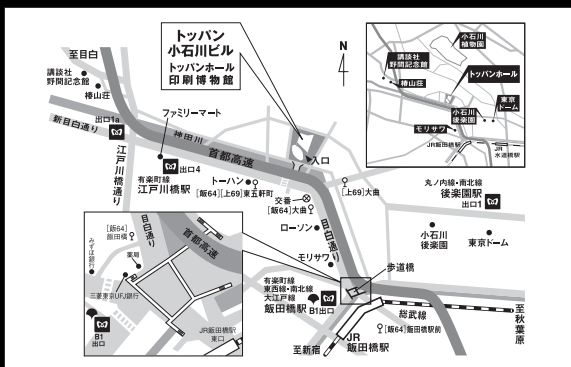 至目白
講談社
野間記念館
椿山荘
新目白通り
出口1a
江戸川橋通り
ファミリーマート
神田川
首都高速
有楽町線
江戸川橋駅
出口4
トーハン
[飯64][上69]東五軒町
トッパン
小石川ビル
トッパンホール
印刷博物館
入口
N
交番
[飯64]大曲
[上69]大曲
ローソン
目白通り
モリサワ
丸ノ内線・南北線
後楽園駅
出口1
小石川
後楽園
東京ドーム
歩道橋
有楽町線
東西線・南北線
大江戸線
飯田橋駅
B1出口
総武線
至秋葉原
[飯64]飯田橋駅前
JR
飯田橋駅
至新宿
小石川
植物園
講談社
野間記念館
椿山荘
トッパンホール
小石川
後楽園
東京
ドーム
モリサワ
JR飯田橋駅
JR
水道橋駅
目白通り
首都高速
[飯64]
飯田橋
みずほ銀行
薬局
三菱東京UFJ銀行
B1
出口
JR飯田橋駅
東口